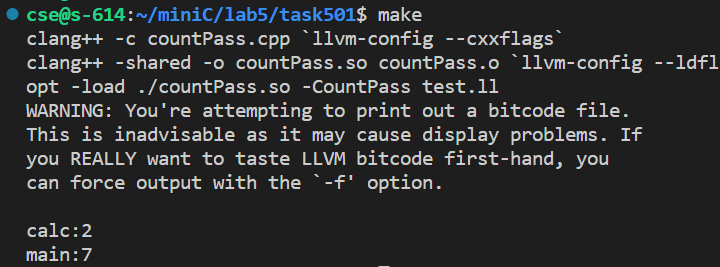 cse@s-614:~/miniC/lab5/task501$ make
clang++ -c countPass.cpp `llvm-config --cxxflags`
clang++ -shared -o countPass.so countPass.o `llvm-config --ldfl
opt -load ./countPass.so -CountPass test.ll
WARNING: You're attempting to print out a bitcode file.
This is inadvisable as it may cause display problems. If
you REALLY want to taste LLVM bitcode first-hand, you
can force output with the `-f' option.
calc:2
main:7